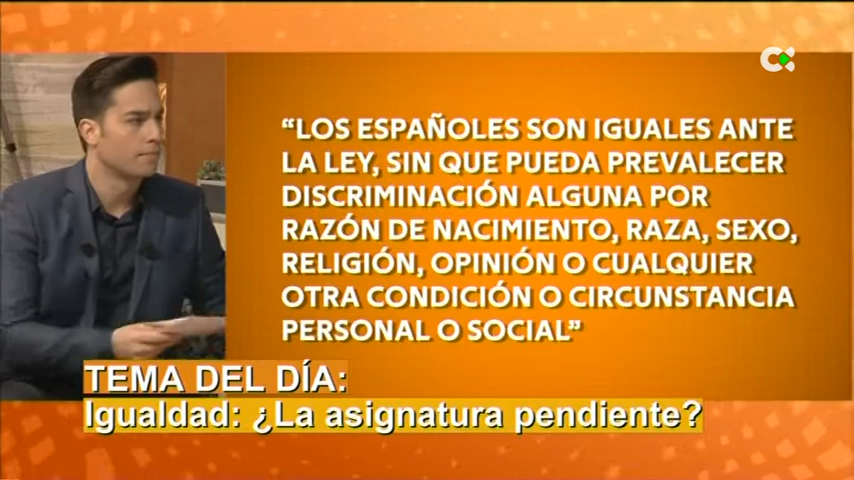 “LOS ESPAÑOLES SON IGUALES ANTE
LA LEY, SIN QUE PUEDA PREVALECER
DISCRIMINACIÓN ALGUNA POR
RAZÓN DE NACIMIENTO, RAZA, SEXO,
RELIGIÓN, OPINIÓN O CUALQUIER
OTRA CONDICIÓN O CIRCUNSTANCIA
PERSONAL O SOCIAL”
TEMA DEL DÍA:
Igualdad: ¿La asignatura pendiente?